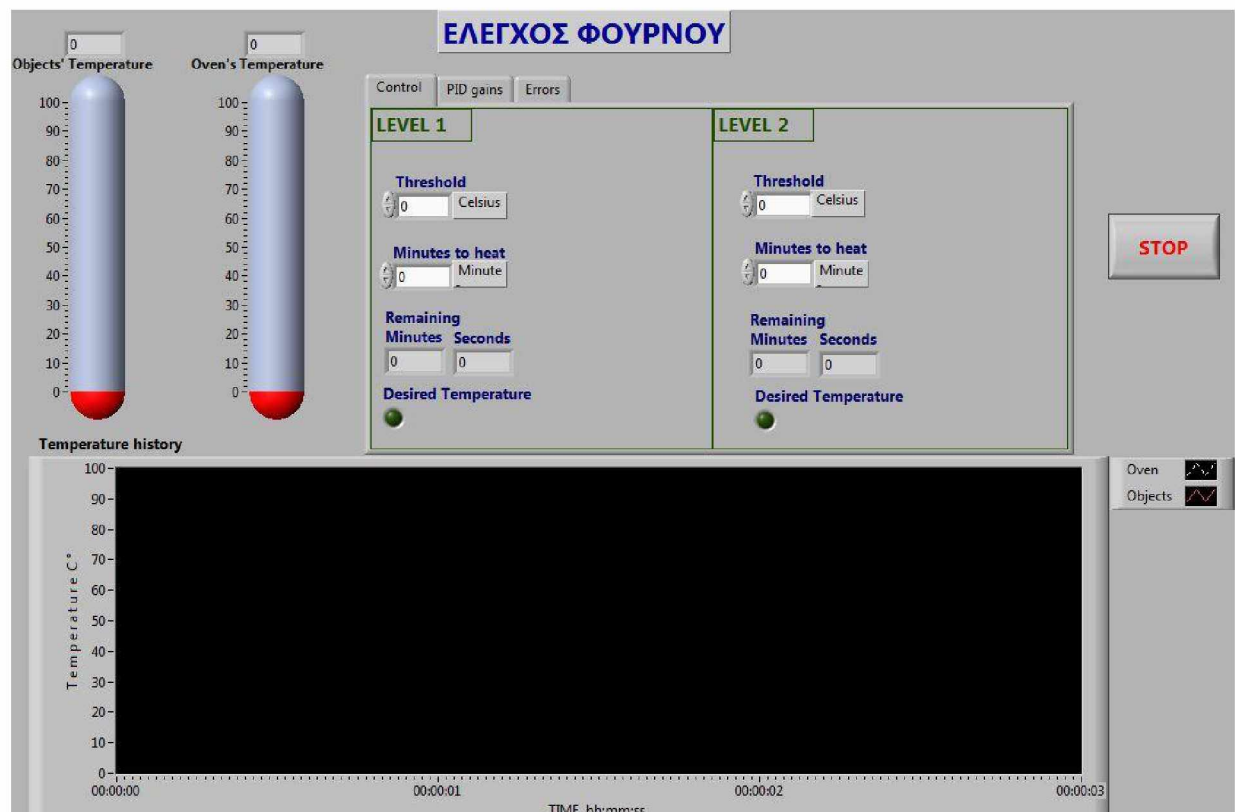 ΕΛΕΓΧΟΣ ΦΟΥΡΝΟΥ
0
Objects' Temperature
100
90
80
70
60
50
40
30
20
10
0
0
Oven's Temperature
100
90
80
70
60
50
40
30
20
10
0
Control PID gains Errors
LEVEL 1
Threshold
0 Celsius
Minutes to heat
0 Minute
Remaining
Minutes Seconds
0 0
Desired Temperature
LEVEL 2
Threshold
0 Celsius
Minutes to heat
0 Minute
Remaining
Minutes Seconds
0 0
Desired Temperature
STOP
Temperature history
Temperature C°
100
90
80
70
60
50
40
30
20
10
0
00:00:00 00:00:01 00:00:02 00:00:03
TIME hh:mm:ss
Oven
Objects